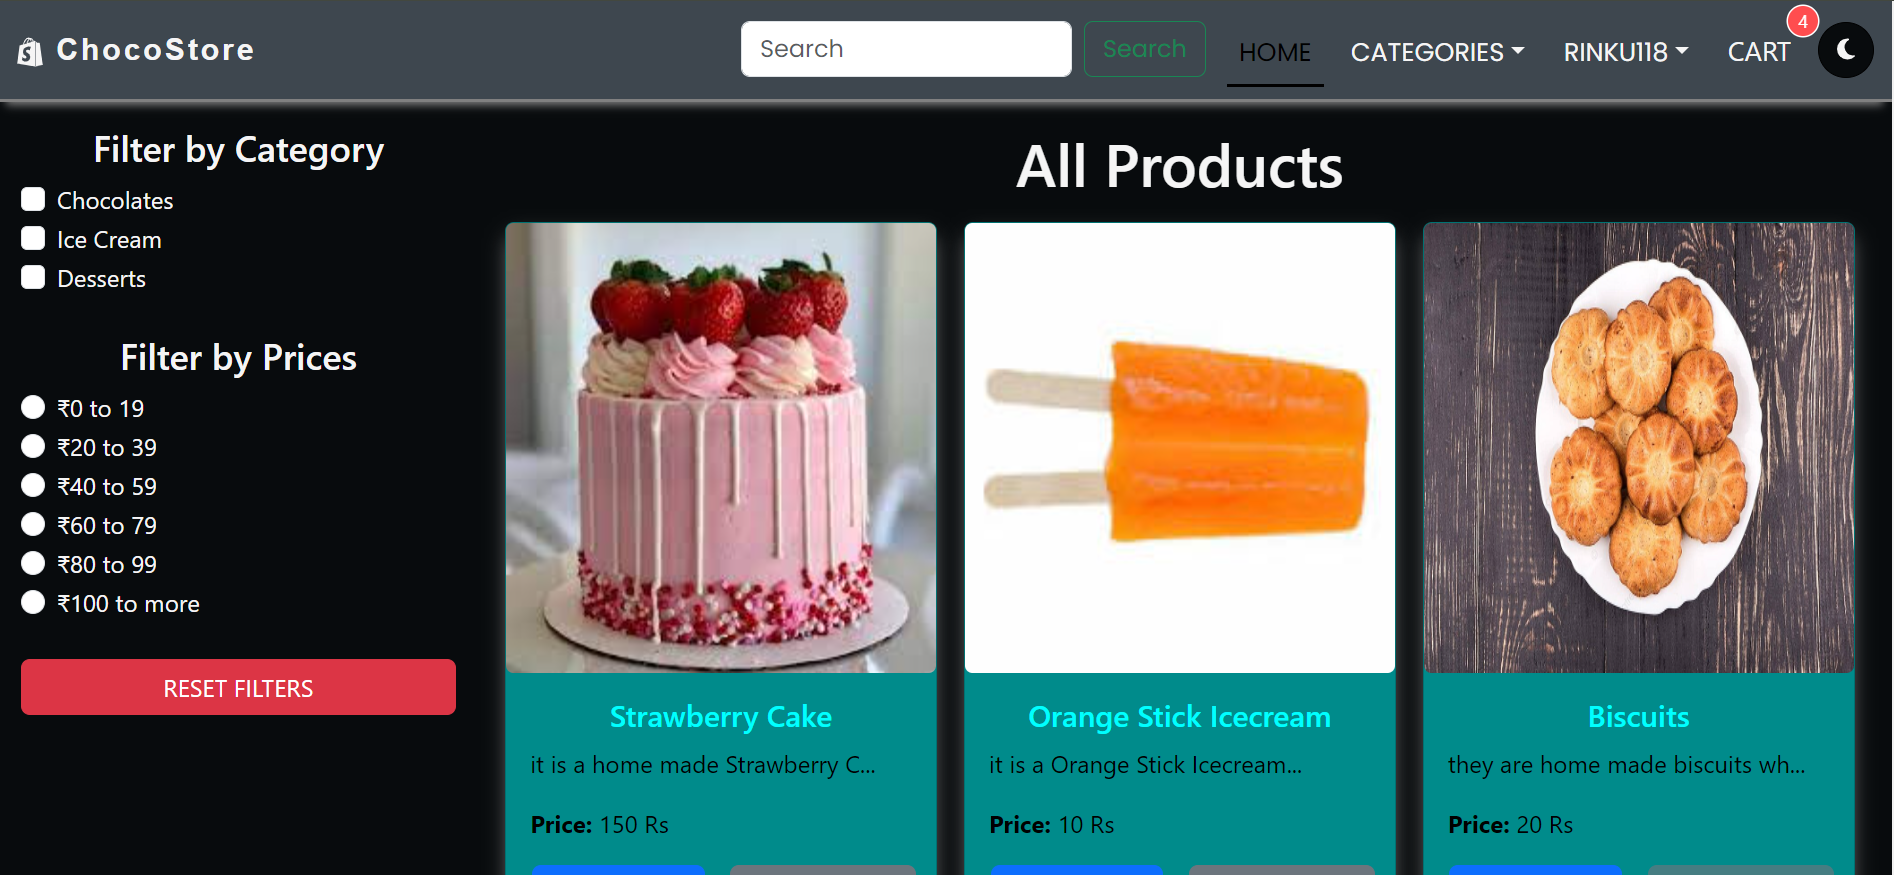 ChocoStore
Search
Search
HOME
CATEGORIES
RINKU118
CART
4
Filter by Category
Chocolates
Ice Cream
Desserts
Filter by Prices
₹0 to 19
₹20 to 39
₹40 to 59
₹60 to 79
₹80 to 99
₹100 to more
RESET FILTERS
All Products
Strawberry Cake
it is a home made Strawberry C...
Price: 150 Rs
Orange Stick Icecream
it is a Orange Stick Icecream...
Price: 10 Rs
Biscuits
they are home made biscuits wh...
Price: 20 Rs